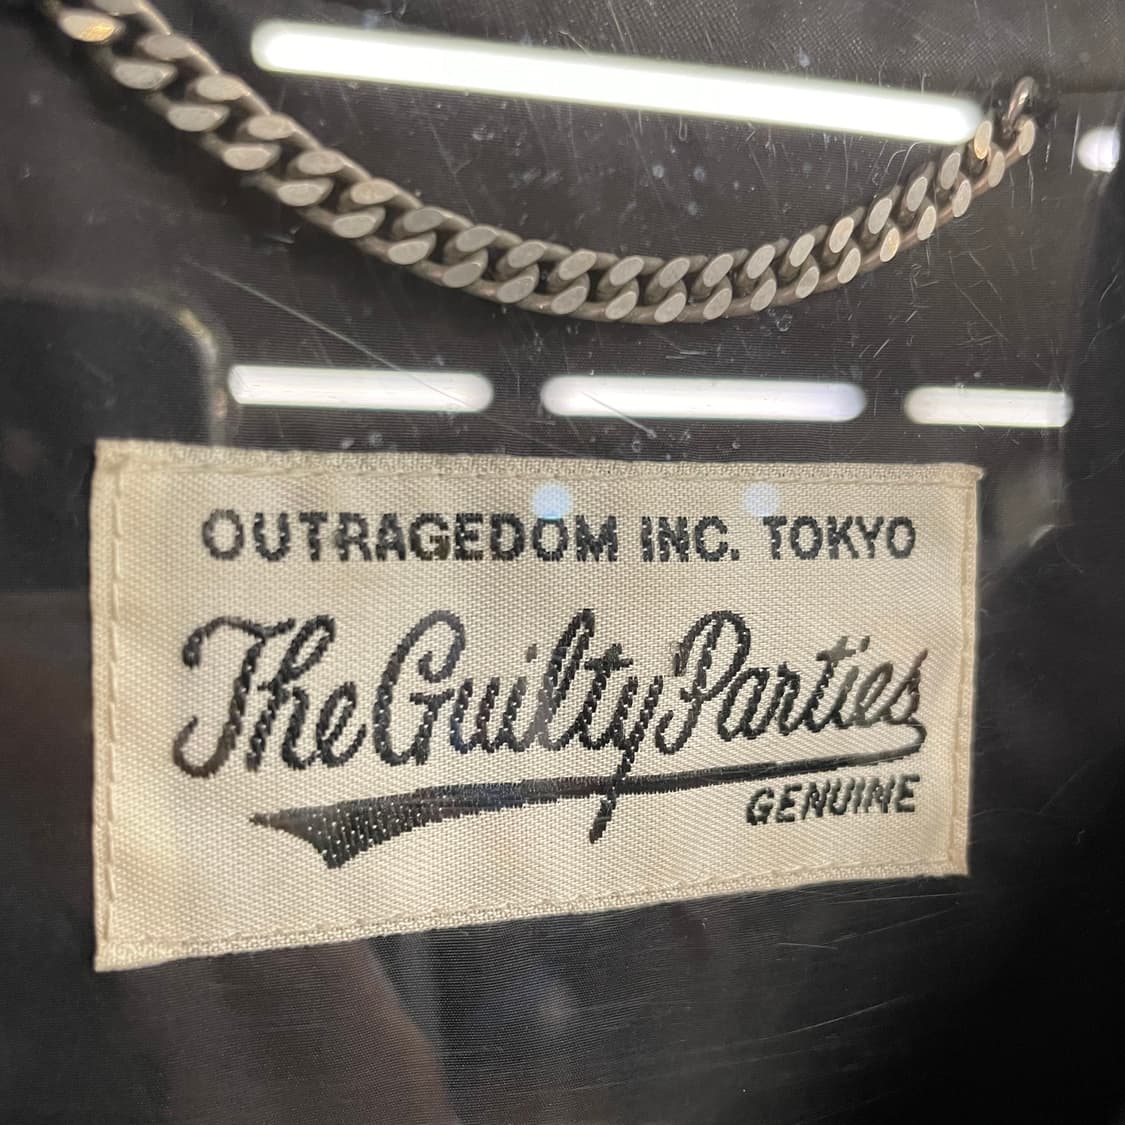 OUTRAGEDOM INC. TOKYO
The Guilty Parties
GENUINE